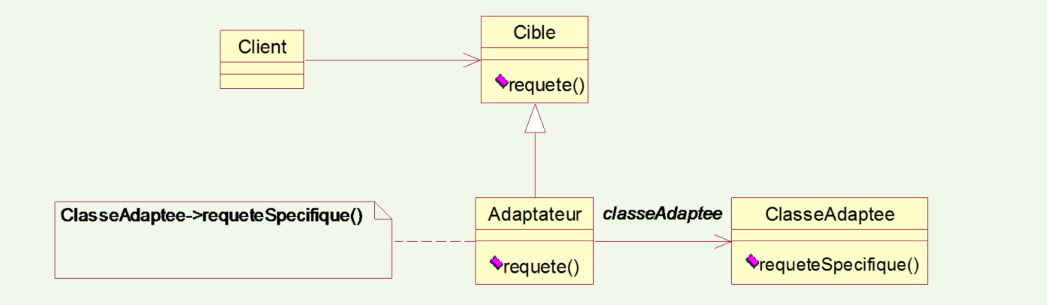 Client
Cible
requete()
ClasseAdaptee->requeteSpecifique()
Adaptateur
requete()
classeAdaptee
ClasseAdaptee
requeteSpecifique()